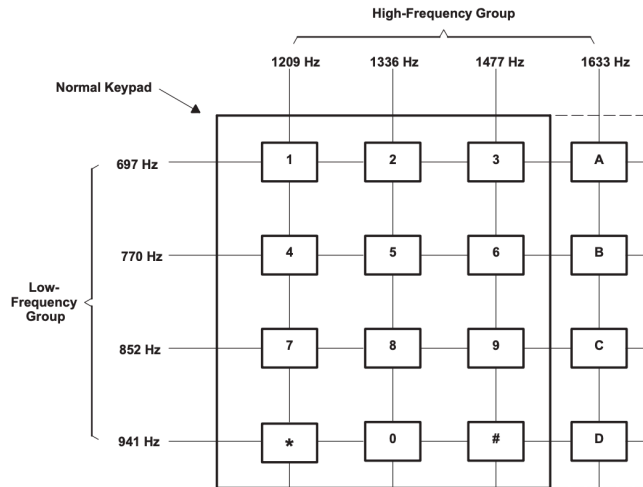 High-Frequency Group
1209 Hz 1336 Hz 1477 Hz 1633 Hz
Normal Keypad
697 Hz 1 2 3 A
770 Hz 4 5 6 B
Low-
Frequency
Group
852 Hz 7 8 9 C
941 Hz * 0 # D